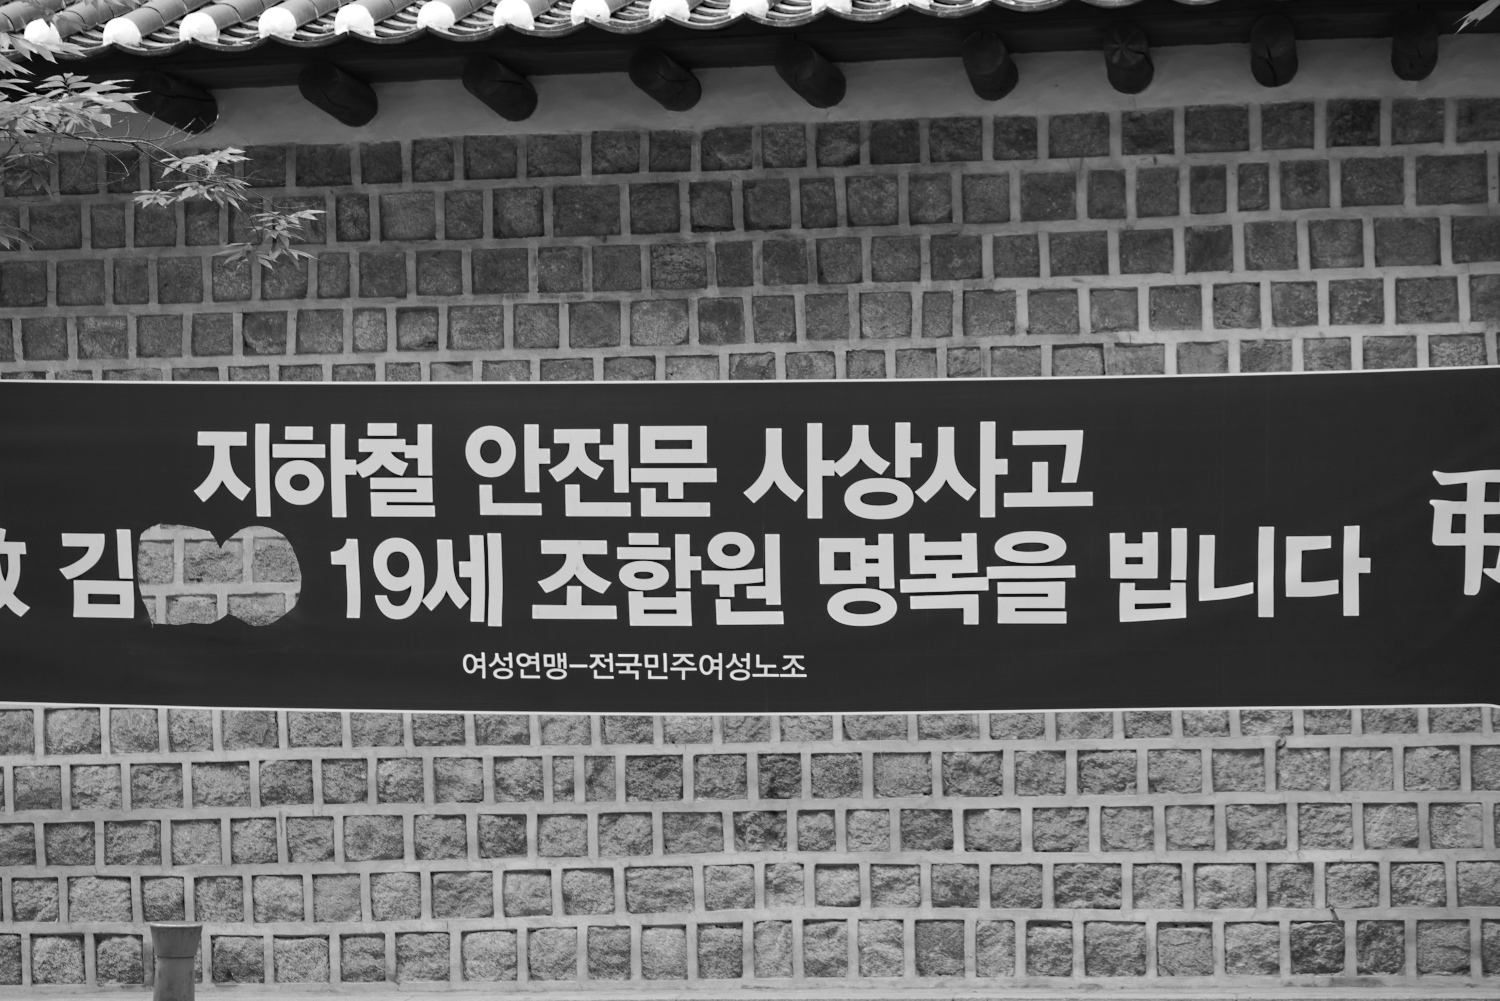 지하철 안전문 사상사고
故 김 19세 조합원 명복을 빕니다
여성연맹-전국민주여성노조